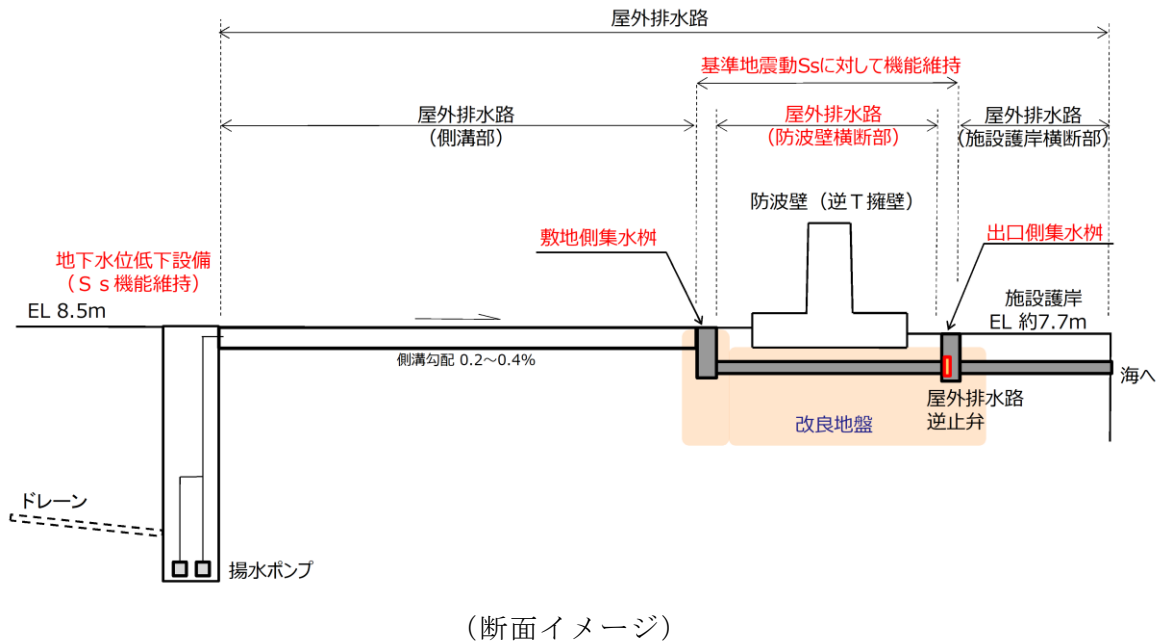 屋外排水路
基準地震動Ssに対して機能維持
屋外排水路
（側溝部）
屋外排水路
（防波壁横断部）
屋外排水路
（施設護岸横断部）
防波壁（逆Ｔ擁壁）
敷地側集水桝
出口側集水桝
地下水位低下設備
（Ｓｓ機能維持）
EL 8.5m
施設護岸
EL 約7.7m
側溝勾配 0.2～0.4%
海へ
屋外排水路
逆止弁
改良地盤
ドレーン
揚水ポンプ
（断面イメージ）